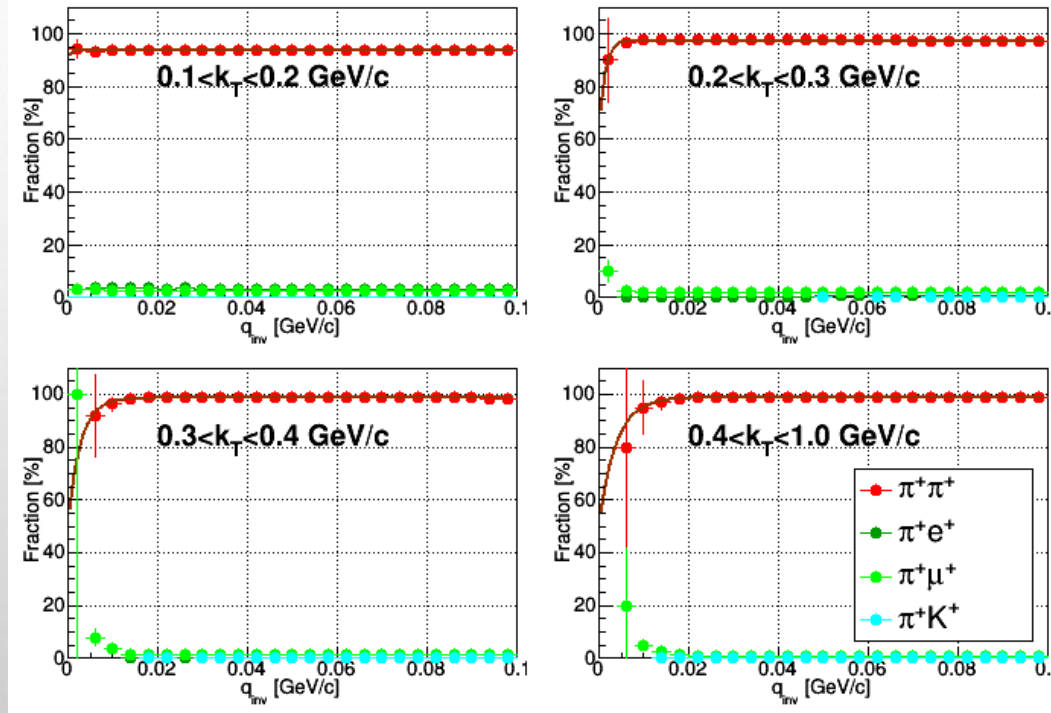 Fraction [%]
100
80
60
40
20
0
0.1<k_T<0.2 GeV/c
0 0.02 0.04 0.06 0.08 0.1
q_inv [GeV/c]
Fraction [%]
100
80
60
40
20
0
0.2<k_T<0.3 GeV/c
0 0.02 0.04 0.06 0.08 0.
q_inv [GeV/c]
Fraction [%]
100
80
60
40
20
0
0.3<k_T<0.4 GeV/c
0 0.02 0.04 0.06 0.08 0.1
q_inv [GeV/c]
Fraction [%]
100
80
60
40
20
0
0.4<k_T<1.0 GeV/c
π⁺π⁺
π⁺e⁺
π⁺μ⁺
π⁺K⁺
0 0.02 0.04 0.06 0.08 0.
q_inv [GeV/c]